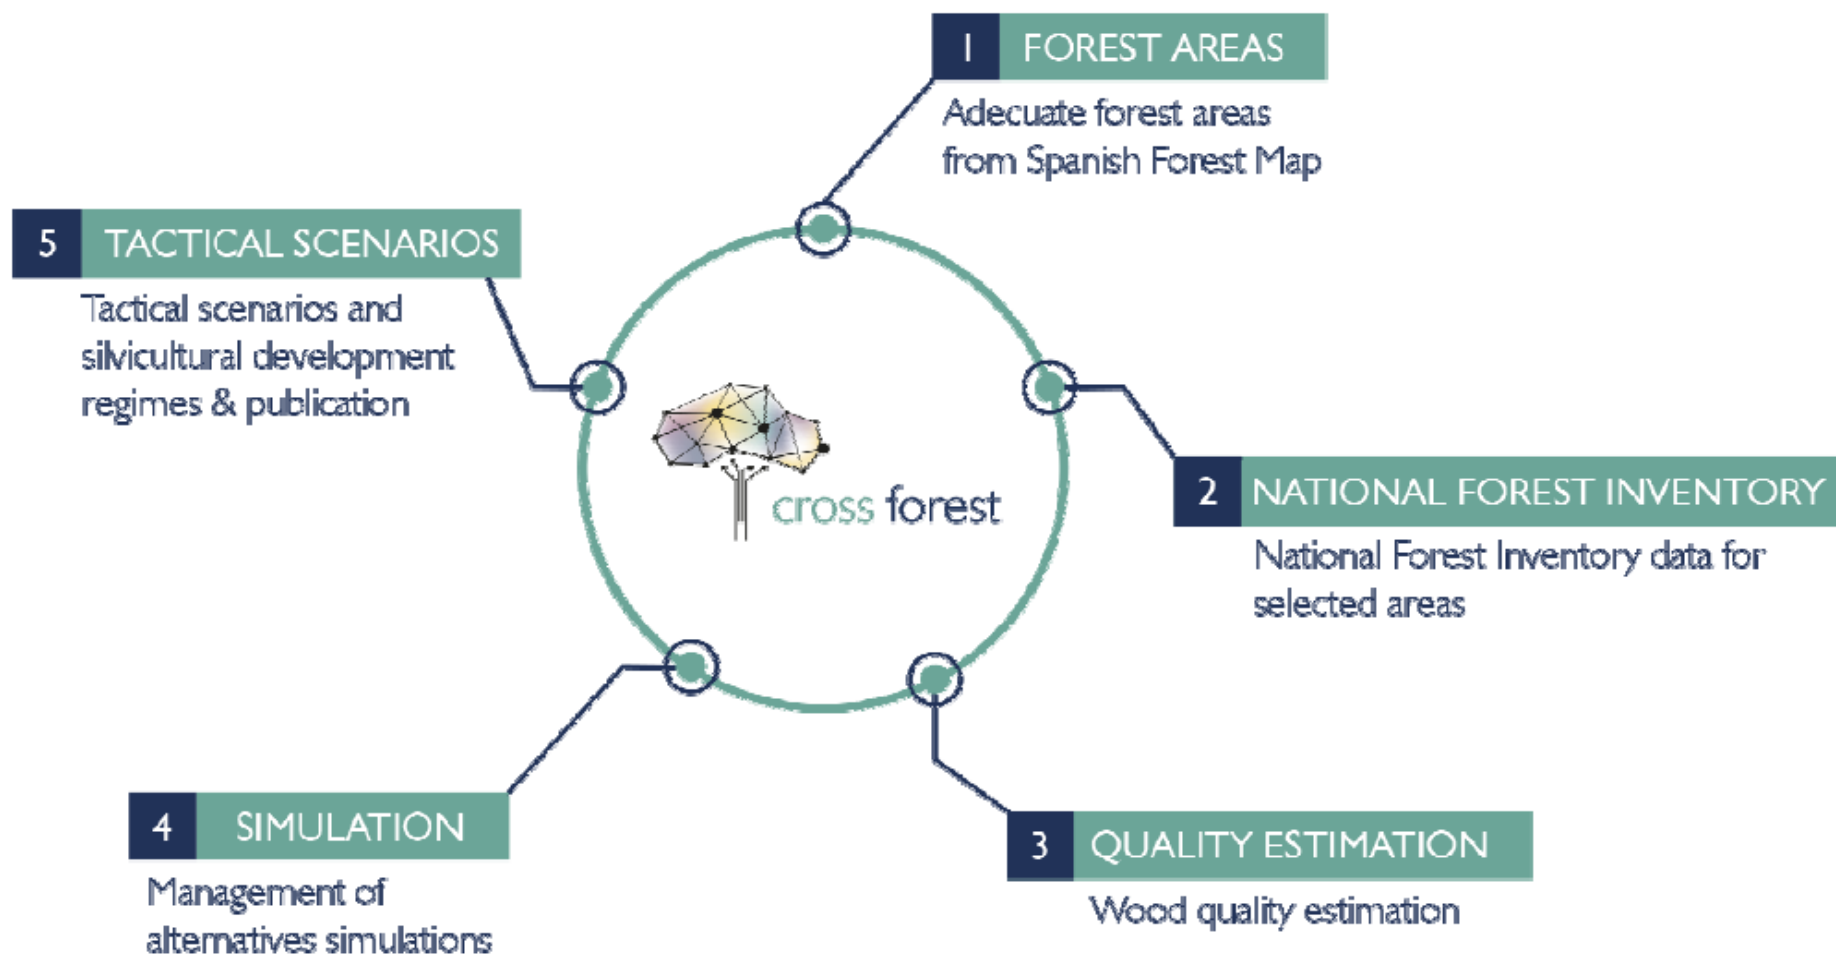 1 FOREST AREAS
Adecuate forest areas
from Spanish Forest Map
2 NATIONAL FOREST INVENTORY
National Forest Inventory data for
selected areas
3 QUALITY ESTIMATION
Wood quality estimation
4 SIMULATION
Management of
alternatives simulations
5 TACTICAL SCENARIOS
Tactical scenarios and
silvicultural development
regimes & publication
cross forest